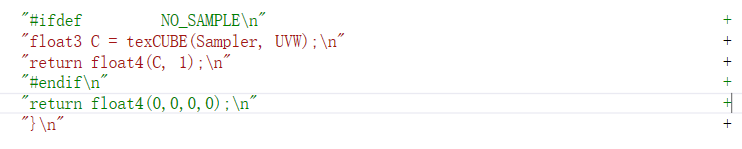 "#ifdef        NO_SAMPLE\n" +
"float3 C = texCUBE(Sampler, UVW);\n" +
"return float4(C, 1);\n" +
"#endif\n" +
"return float4(0,0,0,0);\n" +
"}\n" +